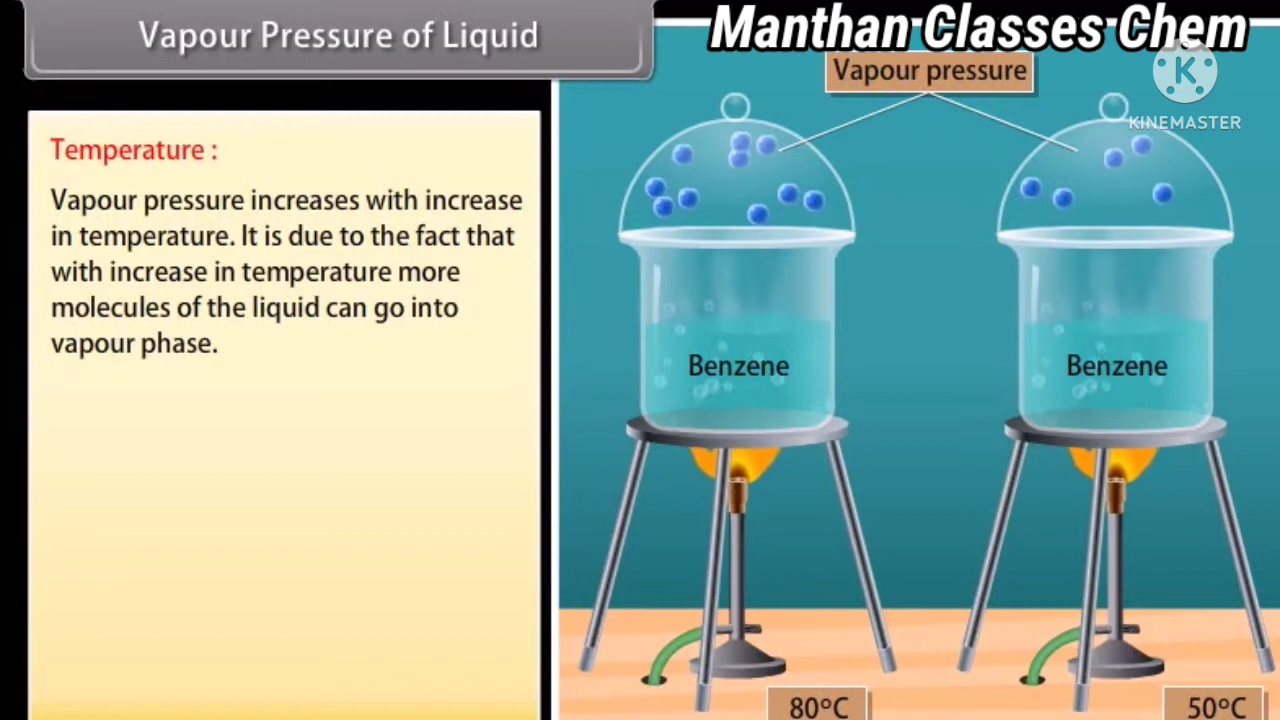 Vapour Pressure of Liquid
Manthan Classes Chem
Vapour pressure
K
KINEMASTER
Temperature :
Vapour pressure increases with increase
in temperature. It is due to the fact that
with increase in temperature more
molecules of the liquid can go into
vapour phase.
Benzene
Benzene
80°C
50°C